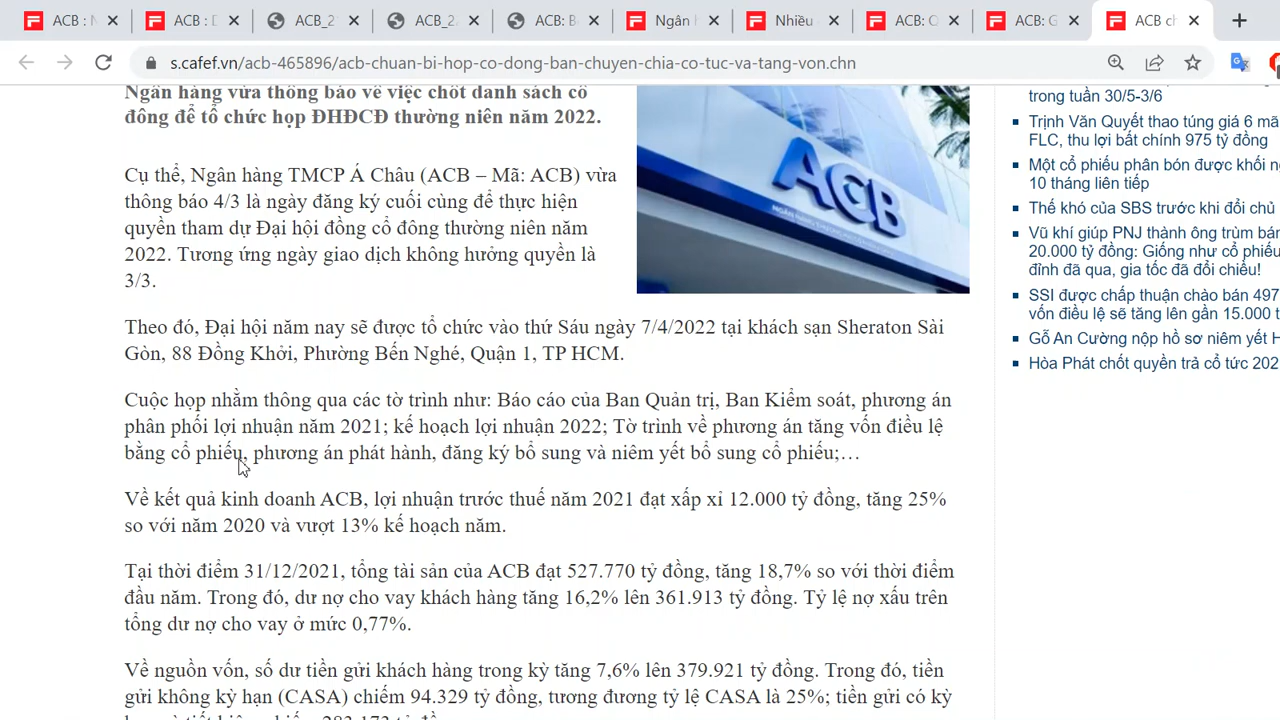 ACB : N
ACB : D
ACB_2
ACB_2
ACB: B
Ngân h
Nhiều
ACB: C
ACB: G
ACB ch
s.cafef.vn/acb-465896/acb-chuan-bi-hop-co-dong-ban-chuyen-chia-co-tuc-va-tang-von.chn
Ngân hàng vừa thông báo về việc chốt danh sách cổ
đông để tổ chức họp ĐHĐCĐ thường niên năm 2022.
Cụ thể, Ngân hàng TMCP Á Châu (ACB – Mã: ACB) vừa
thông báo 4/3 là ngày đăng ký cuối cùng để thực hiện
quyền tham dự Đại hội đồng cổ đông thường niên năm
2022. Tương ứng ngày giao dịch không hưởng quyền là
3/3.
ACB
Theo đó, Đại hội năm nay sẽ được tổ chức vào thứ Sáu ngày 7/4/2022 tại khách sạn Sheraton Sài
Gòn, 88 Đồng Khởi, Phường Bến Nghé, Quận 1, TP HCM.
Cuộc họp nhằm thông qua các tờ trình như: Báo cáo của Ban Quản trị, Ban Kiểm soát, phương án
phân phối lợi nhuận năm 2021; kế hoạch lợi nhuận 2022; Tờ trình về phương án tăng vốn điều lệ
bằng cổ phiếu, phương án phát hành, đăng ký bổ sung và niêm yết bổ sung cổ phiếu;…
Về kết quả kinh doanh ACB, lợi nhuận trước thuế năm 2021 đạt xấp xỉ 12.000 tỷ đồng, tăng 25%
so với năm 2020 và vượt 13% kế hoạch năm.
Tại thời điểm 31/12/2021, tổng tài sản của ACB đạt 527.770 tỷ đồng, tăng 18,7% so với thời điểm
đầu năm. Trong đó, dư nợ cho vay khách hàng tăng 16,2% lên 361.913 tỷ đồng. Tỷ lệ nợ xấu trên
tổng dư nợ cho vay ở mức 0,77%.
Về nguồn vốn, số dư tiền gửi khách hàng trong kỳ tăng 7,6% lên 379.921 tỷ đồng. Trong đó, tiền
gửi không kỳ hạn (CASA) chiếm 94.329 tỷ đồng, tương đương tỷ lệ CASA là 25%; tiền gửi có kỳ
trong tuần 30/5-3/6
Trịnh Văn Quyết thao túng giá 6 mã
FLC, thu lợi bất chính 975 tỷ đồng
Một cổ phiếu phân bón được khối n
10 tháng liên tiếp
Thế khó của SBS trước khi đổi chủ
Vũ khí giúp PNJ thành ông trùm bán
20.000 tỷ đồng: Giống như cổ phiếu
đỉnh đã qua, gia tốc đã đổi chiều!
SSI được chấp thuận chào bán 497
vốn điều lệ sẽ tăng lên gần 15.000 t
Gỗ An Cường nộp hồ sơ niêm yết H
Hòa Phát chốt quyền trả cổ tức 202